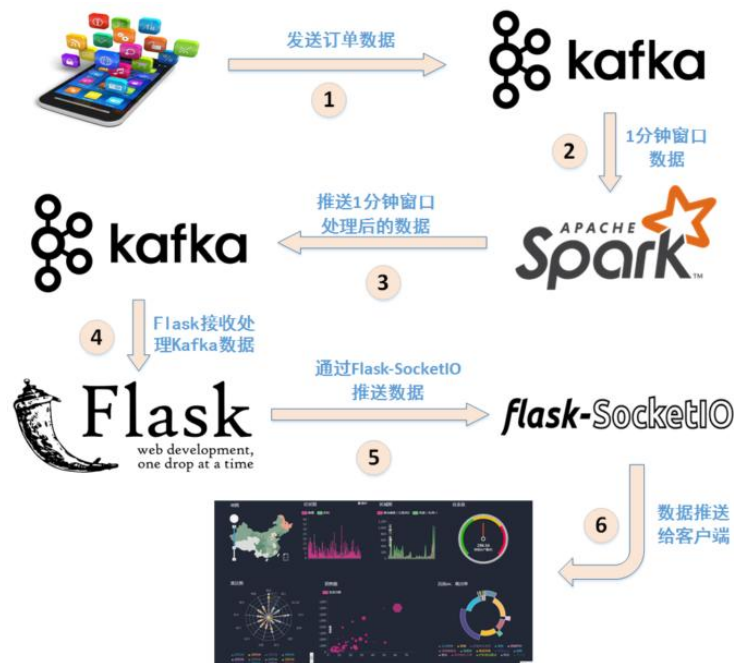 发送订单数据
1
kafka
2
1分钟窗口
数据
推送1分钟窗口
处理后的数据
kafka
3
APACHE
Spark™
4
Flask接收处
理Kafka数据
Flask
web development,
one drop at a time
通过Flask-SocketIO
推送数据
5
flask-SocketIO
6
数据推送
给客户端